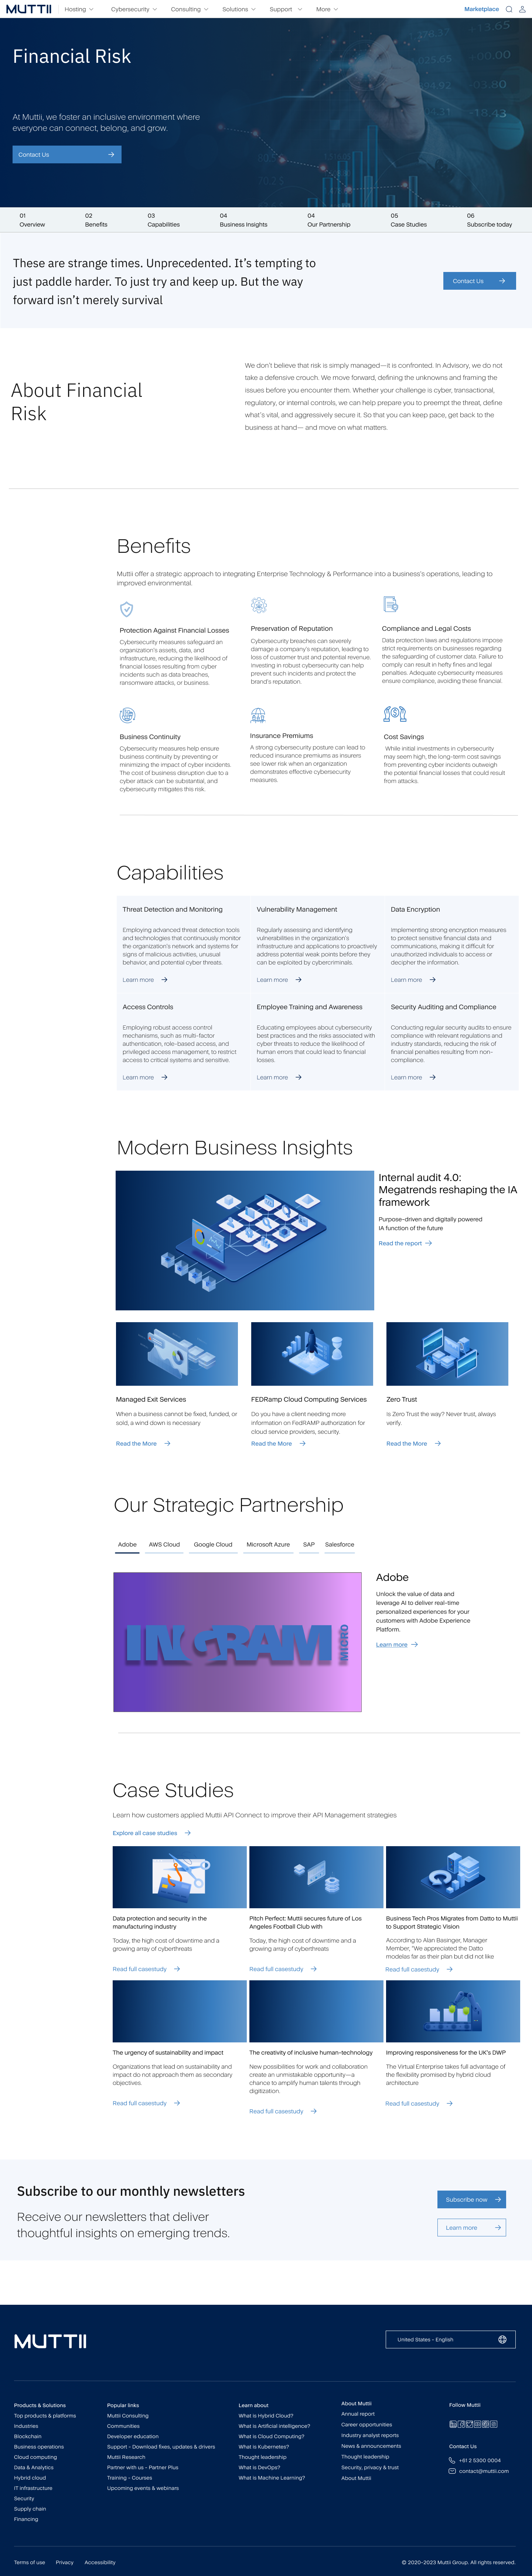 MUTTII
Hosting
Cybersecurity
Consulting
Solutions
Support
More
Marketplace
Financial Risk
At Muttii, we foster an inclusive environment where
everyone can connect, belong, and grow.
Contact Us
01
Overview
02
Benefits
03
Capabilities
04
Business Insights
04
Our Partnership
05
Case Studies
06
Subscribe today
These are strange times. Unprecedented. It's tempting to
just paddle harder. To just try and keep up. But the way
forward isn't merely survival
Contact Us
About Financial
Risk
We don't believe that risk is simply managed—it is confronted. In Advisory, we do not
take a defensive crouch. We move forward, defining the unknowns and framing the
issues before you encounter them. Whether your challenge is cyber, transactional,
regulatory, or internal controls, we can help prepare you to preempt the threat, define
what's vital, and aggressively secure it. So that you can keep pace, get back to the
business at hand— and move on what matters.
Benefits
Muttii offer a strategic approach to integrating Enterprise Technology & Performance into a business's operations, leading to
improved environmental
Protection Against Financial Losses
Cybersecurity measures safeguard an
organization's assets, data, and
infrastructure, reducing the likelihood of
financial losses resulting from cyber
incidents such as data breaches,
ransomware attacks, or business.
Preservation of Reputation
Cybersecurity breaches can severely
damage a company's reputation, leading to
loss of customer trust and potential revenue.
Investing in robust cybersecurity can help
prevent such incidents and protect the
brand's reputation.
Compliance and Legal Costs
Data protection laws and regulations impose
strict requirements on businesses regarding
the safeguarding of customer data. Failure to
comply can result in hefty fines and legal
penalties. Adequate cybersecurity measures
ensure compliance, avoiding these financial.
Business Continuity
Cybersecurity measures help ensure
business continuity by preventing or
minimizing the impact of cyber incidents.
The cost of business disruption due to a
cyber attack can be substantial, and
cybersecurity mitigates this risk.
Insurance Premiums
A strong cybersecurity posture can lead to
reduced insurance premiums as insurers
see lower risk when an organization
demonstrates effective cybersecurity
measures.
Cost Savings
While initial investments in cybersecurity
may seem high, the long-term cost savings
from preventing cyber incidents outweigh
the potential financial losses that could result
from attacks.
Capabilities
Threat Detection and Monitoring
Employing advanced threat detection tools
and technologies that continuously monitor
the organization's network and systems for
signs of malicious activities, unusual
behavior, and potential cyber threats.
Learn more
Vulnerability Management
Regularly assessing and identifying
vulnerabilities in the organization's
infrastructure and applications to proactively
address potential weak points before they
can be exploited by cybercriminals.
Learn more
Data Encryption
Implementing strong encryption measures
to protect sensitive financial data and
communications, making it difficult for
unauthorized individuals to access or
decipher the information.
Learn more
Access Controls
Employing robust access control
mechanisms, such as multi-factor
authentication, role-based access, and
privileged access management, to restrict
access to critical systems and sensitive.
Learn more
Employee Training and Awareness
Educating employees about cybersecurity
best practices and the risks associated with
cyber threats to reduce the likelihood of
human errors that could lead to financial
losses.
Learn more
Security Auditing and Compliance
Conducting regular security audits to ensure
compliance with relevant regulations and
industry standards, reducing the risk of
financial penalties resulting from non-
compliance.
Learn more
Modern Business Insights
Internal audit 4.0:
Megatrends reshaping the IA
framework
Purpose-driven and digitally powered
IA function of the future
Read the report
Managed Exit Services
When a business cannot be fixed, funded, or
sold, a wind down is necessary
Read the More
FEDRamp Cloud Computing Services
Do you have a client needing more
information on FedRAMP authorization for
cloud service providers, security.
Read the More
Zero Trust
Is Zero Trust the way? Never trust, always
verify.
Read the More
Our Strategic Partnership
Adobe
AWS Cloud
Google Cloud
Microsoft Azure
SAP
Salesforce
INGRAM MICRO
Adobe
Unlock the value of data and
leverage AI to deliver real-time
personalized experiences for your
customers with Adobe Experience
Platform.
Learn more
Case Studies
Learn how customers applied Muttii API Connect to improve their API Management strategies
Explore all case studies
Data protection and security in the
manufacturing industry
Today, the high cost of downtime and a
growing array of cyberthreats
Read full casestudy
Pitch Perfect: Muttii secures future of Los
Angeles Football Club with
Today, the high cost of downtime and a
growing array of cyberthreats
Read full casestudy
Business Tech Pros Migrates from Datto to Muttii
to Support Strategic Vision
According to Alan Basinger, Manager
Member, "We appreciated the Datto
modelas far as their plan but did not like
Read full casestudy
The urgency of sustainability and impact
Organizations that lead on sustainability and
impact do not approach them as secondary
objectives.
Read full casestudy
The creativity of inclusive human-technology
New possibilities for work and collaboration
create an unmistakable opportunity—a
chance to amplify human talents through
digitization.
Read full casestudy
Improving responsiveness for the UK's DWP
The Virtual Enterprise takes full advantage of
the flexibility promised by hybrid cloud
architecture
Read full casestudy
Subscribe to our monthly newsletters
Receive our newsletters that deliver
thoughtful insights on emerging trends.
Subscribe now
Learn more
MUTTII
United States - English
Products & Solutions
Top products & platforms
Industries
Blockchain
Business operations
Cloud computing
Data & Analytics
Hybrid cloud
IT infrastructure
Security
Supply chain
Financing
Popular links
Muttii Consulting
Communities
Developer education
Support - Download fixes, updates & drivers
Muttii Research
Partner with us - Partner Plus
Training - Courses
Upcoming events & webinars
Learn about
What is Hybrid Cloud?
What is Artificial intelligence?
What is Cloud Computing?
What is Kubernetes?
Thought leadership
What is DevOps?
What is Machine Learning?
About Muttii
Annual report
Career opportunities
Industry analyst reports
News & announcements
Thought leadership
Security, privacy & trust
About Muttii
Follow Muttii
Contact Us
+61 2 5300 0004
contact@muttii.com
Terms of use
Privacy
Accessibility
© 2020-2023 Muttii Group. All rights reserved.